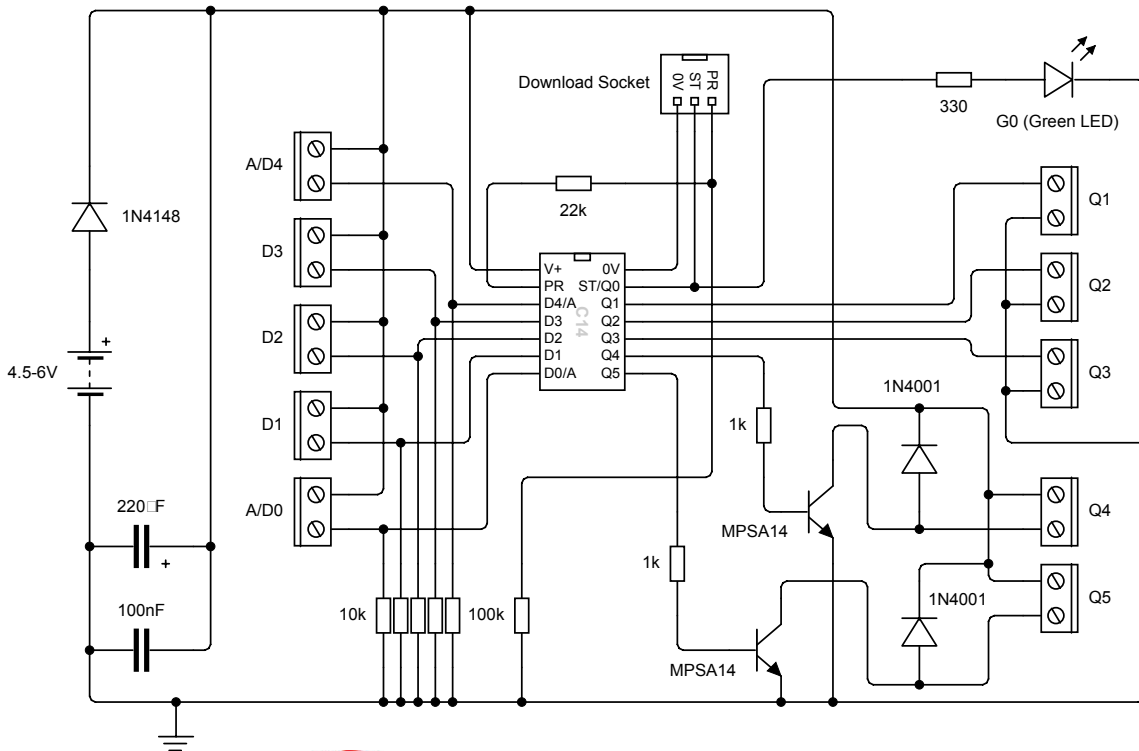 Download Socket
0V
ST
PR
330
G0 (Green LED)
A/D4
22k
Q1
1N4148
D3
Q2
V+
PR
D4/A
D3
D2
D1
D0/A
C14
0V
ST/Q0
Q1
Q2
Q3
Q4
Q5
+
4.5-6V
D2
Q3
1N4001
D1
1k
220□F
+
A/D0
MPSA14
Q4
1k
100nF
10k
100k
1N4001
Q5
MPSA14